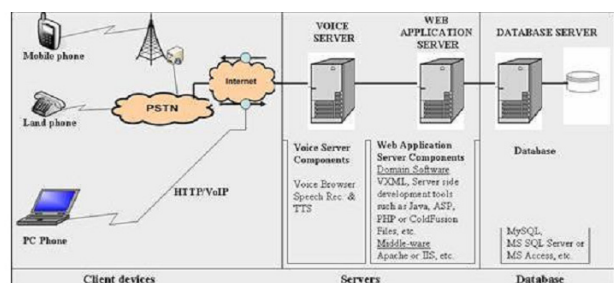 Mobile phone
Land phone
PC Phone
PSTN
Internet
HTTP/VoIP
Client devices
VOICE
SERVER
Voice Server
Components
Voice Browser
Speech Rec. &
TTS
WEB
APPLICATION
SERVER
Web Application
Server Components
Domain Software
VXML, Server side
development tools
such as Java, ASP,
PHP or ColdFusion
Files, etc.
Middle-ware
Apache or IIS, etc.
Servers
DATABASE SERVER
Database
MySQL,
MS SQL Server or
MS Access, etc.
Database